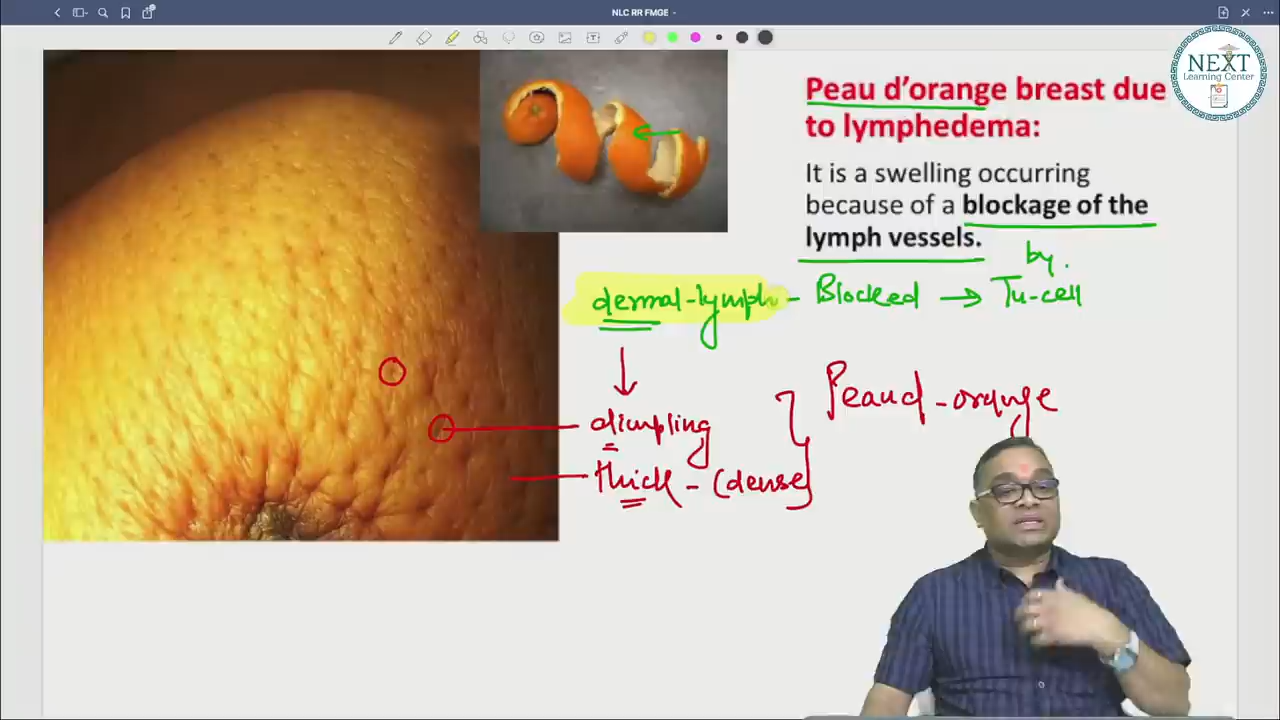 NLC RR FMGE
NEXT
Learning Center
Peau d'orange breast due
to lymphedema:
It is a swelling occurring
because of a blockage of the
lymph vessels.
by.
dermal-lymph - Blocked → Tu-cell
dimpling
thick - (dense)
Peaud-orange